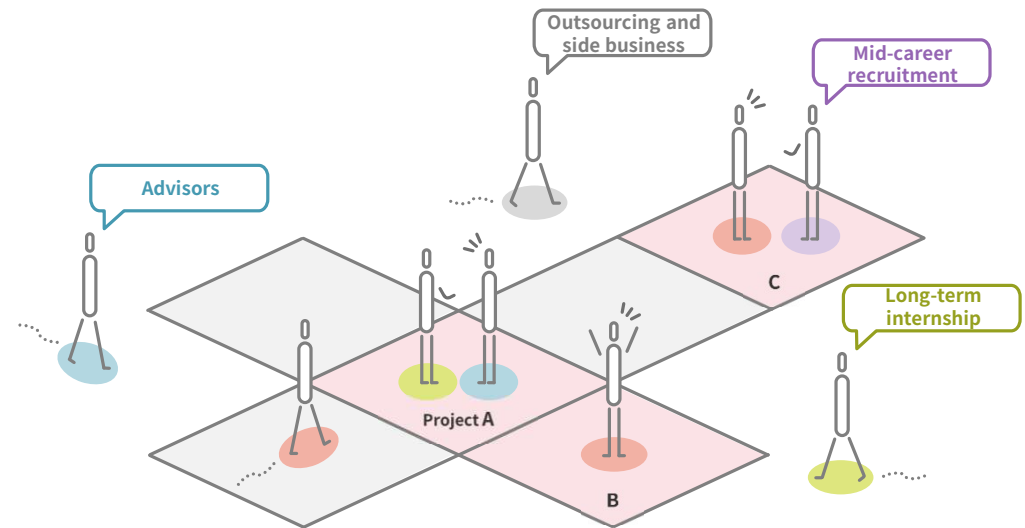 Outsourcing and
side business
Mid-career
recruitment
Advisors
C
Long-term
internship
Project A
B